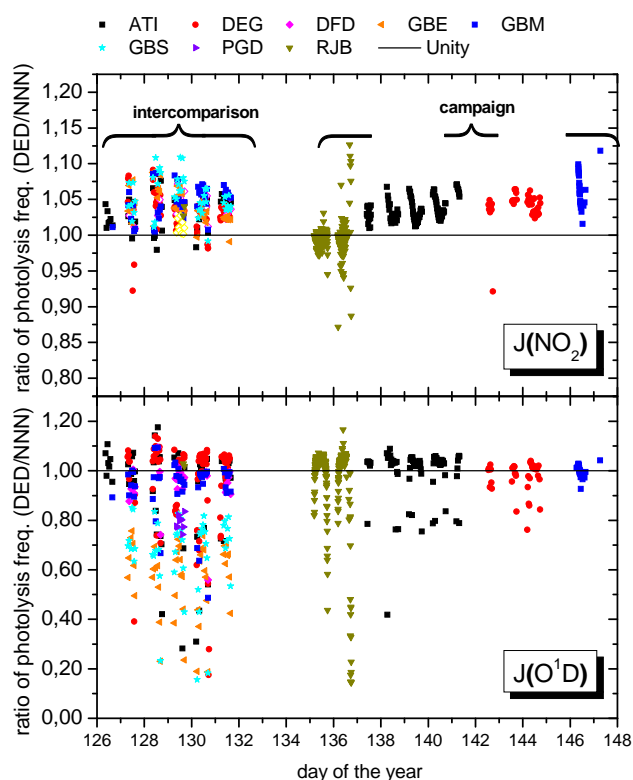 ATI DEG DFD GBE GBM
GBS PGD RJB Unity
1,20
1,15
1,10
1,05
1,00
0,95
0,90
0,85
0,80
ratio of photolysis freq. (DED/NNN)
intercomparison
campaign
J(NO₂)
1,20
1,00
0,80
0,60
0,40
0,20
0,00
ratio of photolysis freq. (DED/NNN)
J(O¹D)
126 128 130 132 134 136 138 140 142 144 146 148
day of the year